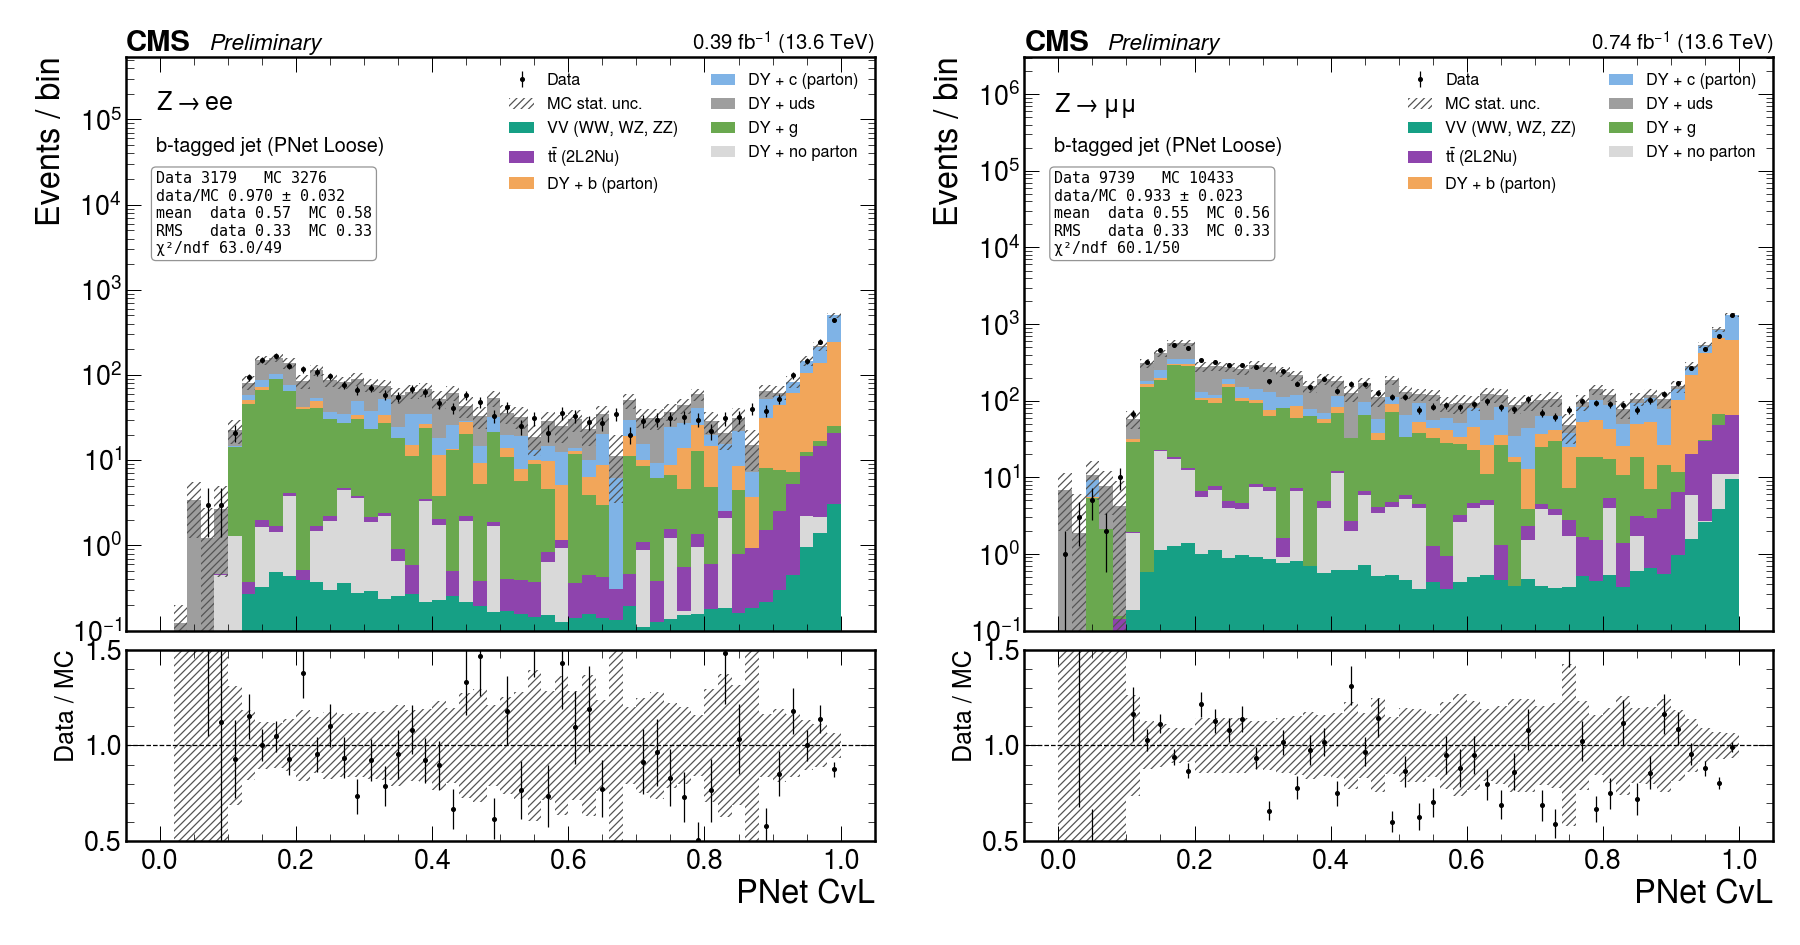 CMS Preliminary 0.39 fb⁻¹ (13.6 TeV)
Events / bin
Z → ee
b-tagged jet (PNet Loose)
Data 3179 MC 3276
data/MC 0.970 ± 0.032
mean data 0.57 MC 0.58
RMS data 0.33 MC 0.33
χ²/ndf 63.0/49
Data
MC stat. unc.
VV (WW, WZ, ZZ)
tt̄ (2L2Nu)
DY + b (parton)
DY + c (parton)
DY + uds
DY + g
DY + no parton
10⁵
10⁴
10³
10²
10¹
10⁰
10⁻¹
Data / MC
1.5
1.0
0.5
0.0 0.2 0.4 0.6 0.8 1.0
PNet CvL
CMS Preliminary 0.74 fb⁻¹ (13.6 TeV)
Events / bin
Z → μμ
b-tagged jet (PNet Loose)
Data 9739 MC 10433
data/MC 0.933 ± 0.023
mean data 0.55 MC 0.56
RMS data 0.33 MC 0.33
χ²/ndf 60.1/50
Data
MC stat. unc.
VV (WW, WZ, ZZ)
tt̄ (2L2Nu)
DY + b (parton)
DY + c (parton)
DY + uds
DY + g
DY + no parton
10⁶
10⁵
10⁴
10³
10²
10¹
10⁰
10⁻¹
Data / MC
1.5
1.0
0.5
0.0 0.2 0.4 0.6 0.8 1.0
PNet CvL